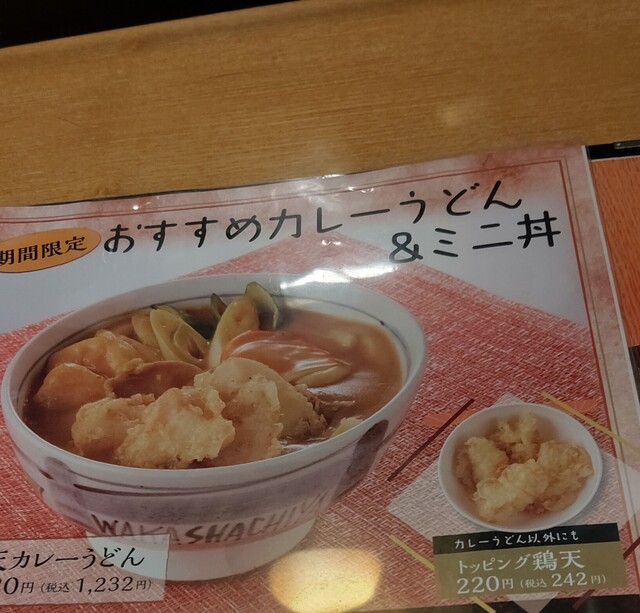 期間限定
おすすめカレーうどん
&ミニ丼
WAKASHACHIYA
カレーうどん以外にも
トッピング鶏天
220円(税込 242円)
天カレーうどん
20円(税込 1,232円)